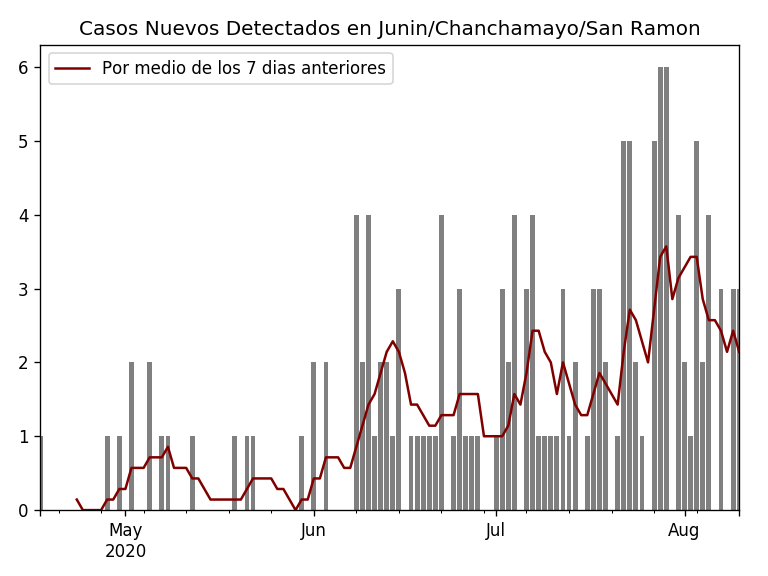 Casos Nuevos Detectados en Junin/Chanchamayo/San Ramon
Por medio de los 7 dias anteriores
6
5
4
3
2
1
0
May Jun Jul Aug
2020